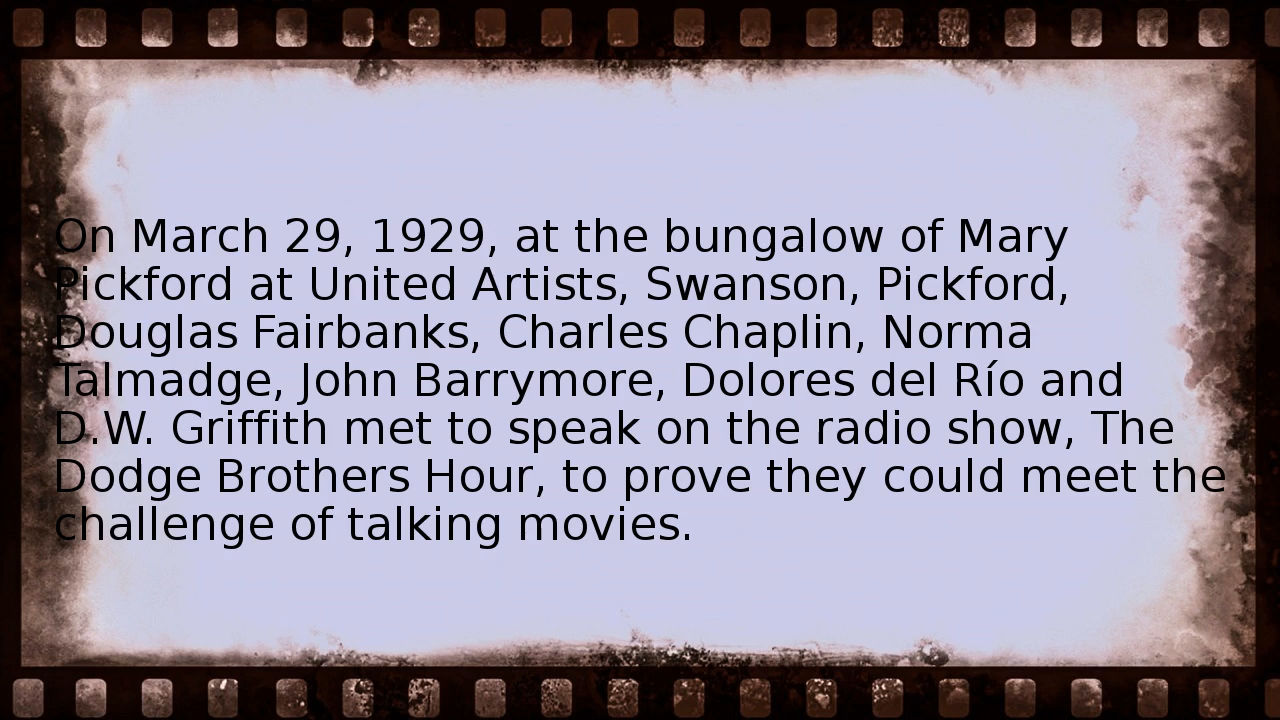 On March 29, 1929, at the bungalow of Mary
Pickford at United Artists, Swanson, Pickford,
Douglas Fairbanks, Charles Chaplin, Norma
Talmadge, John Barrymore, Dolores del Río and
D.W. Griffith met to speak on the radio show, The
Dodge Brothers Hour, to prove they could meet the
challenge of talking movies.